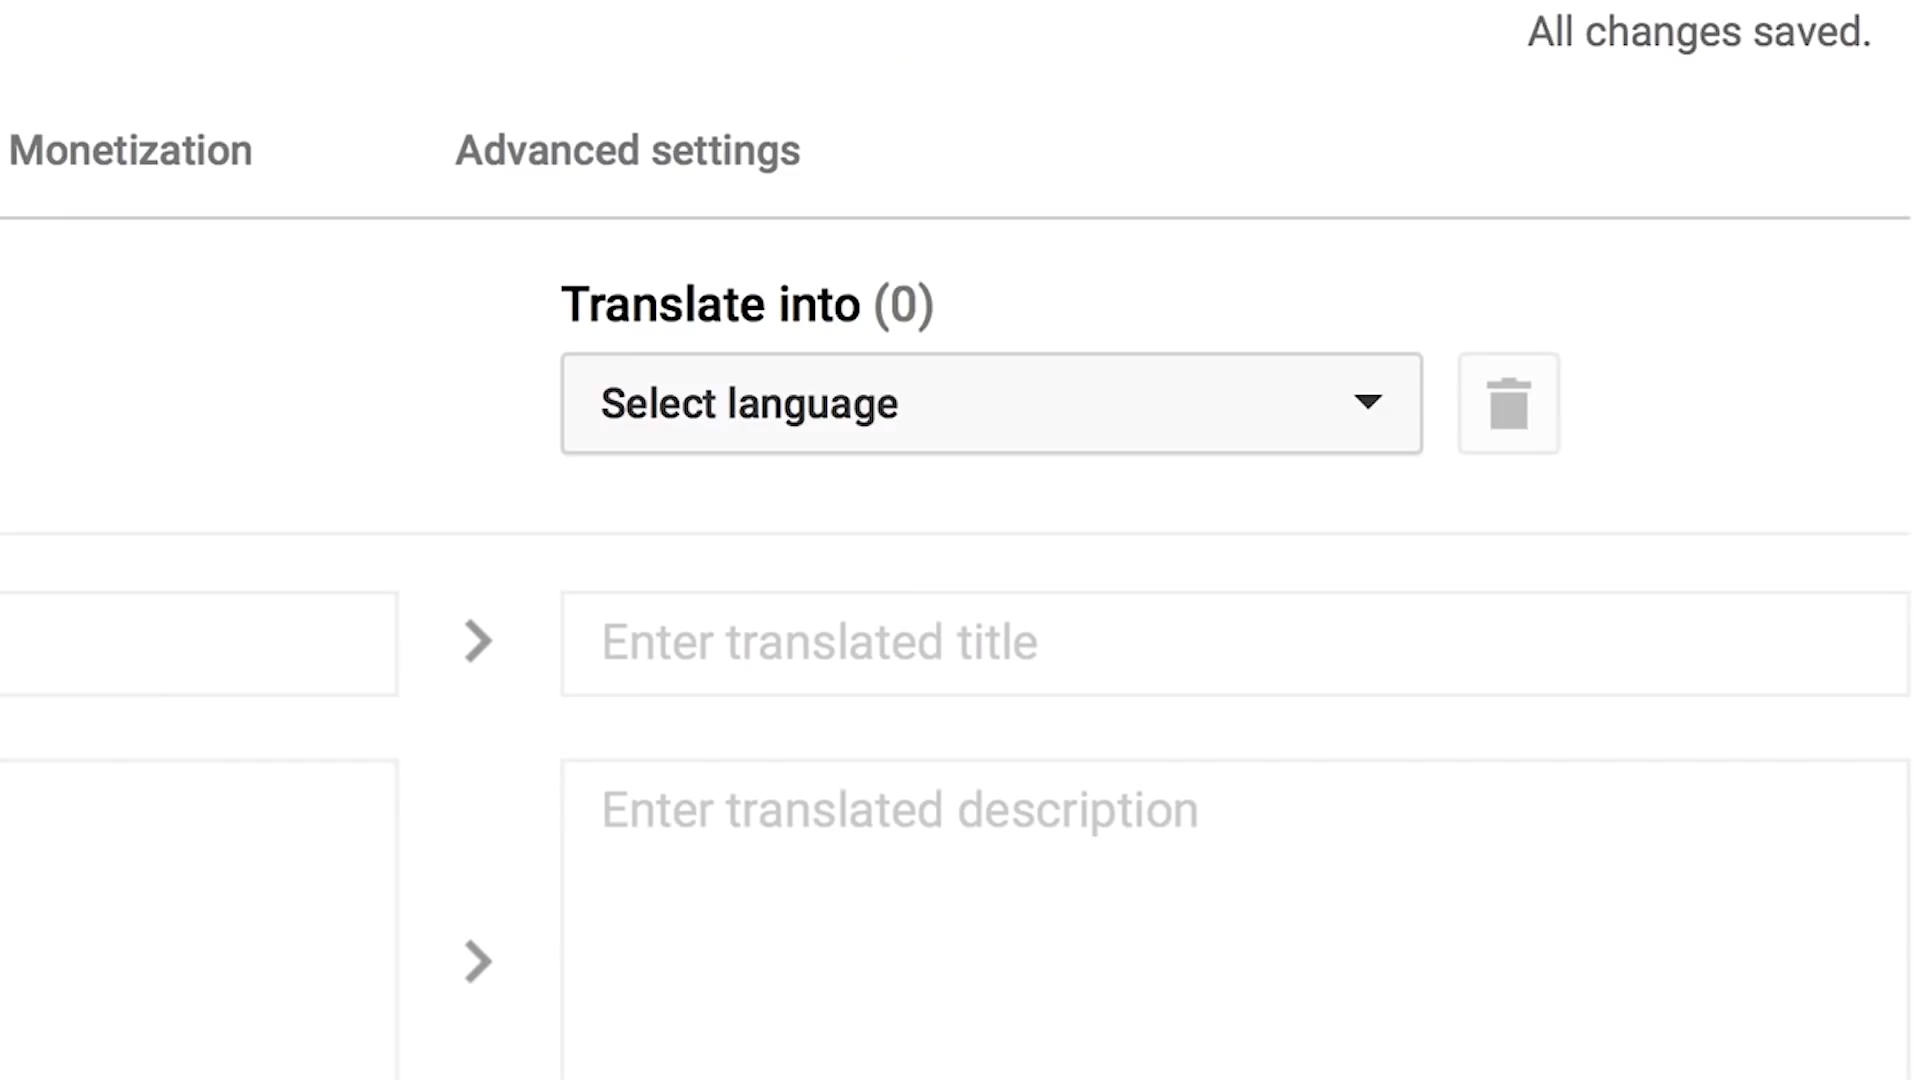 All changes saved.
Monetization
Advanced settings
Translate into (0)
Select language
Enter translated title
Enter translated description